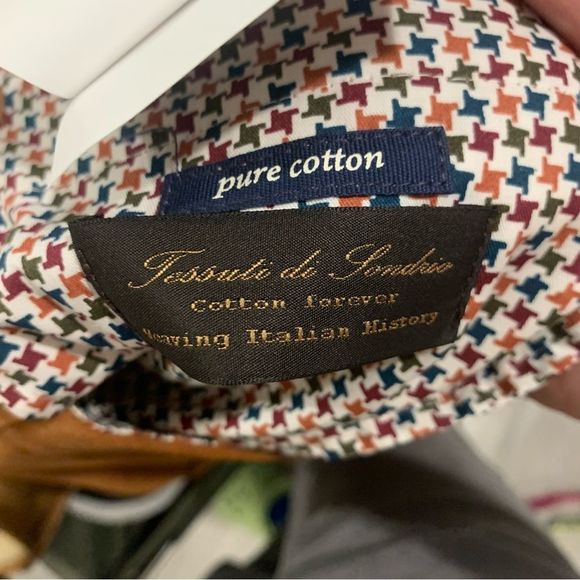 pure cotton
Tessuti di Sondrio
Cotton forever
Weaving Italian History